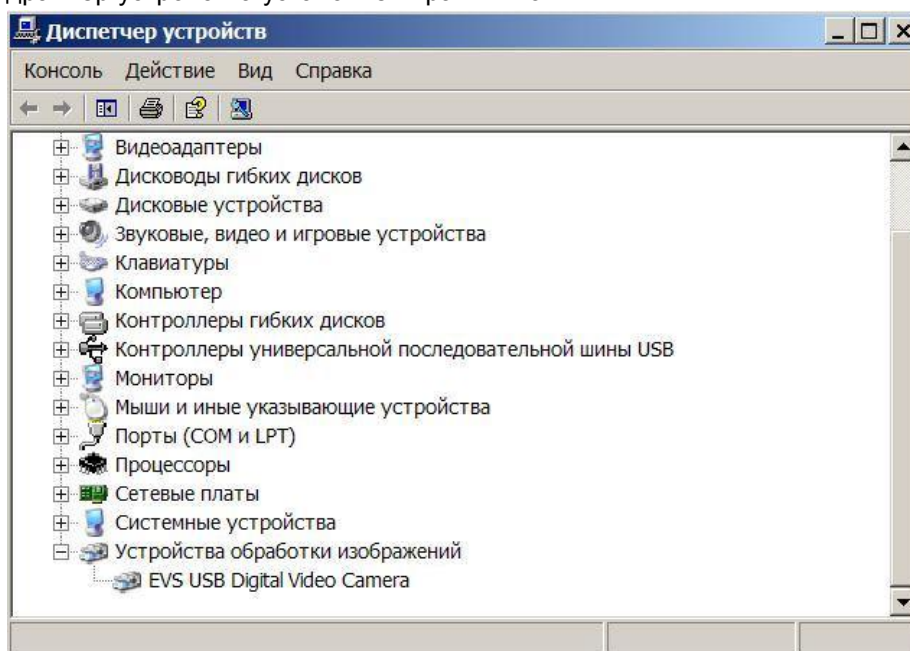 Диспетчер устройств
Консоль Действие Вид Справка
Видеоадаптеры
Дисководы гибких дисков
Дисковые устройства
Звуковые, видео и игровые устройства
Клавиатуры
Компьютер
Контроллеры гибких дисков
Контроллеры универсальной последовательной шины USB
Мониторы
Мыши и иные указывающие устройства
Порты (COM и LPT)
Процессоры
Сетевые платы
Системные устройства
Устройства обработки изображений
EVS USB Digital Video Camera